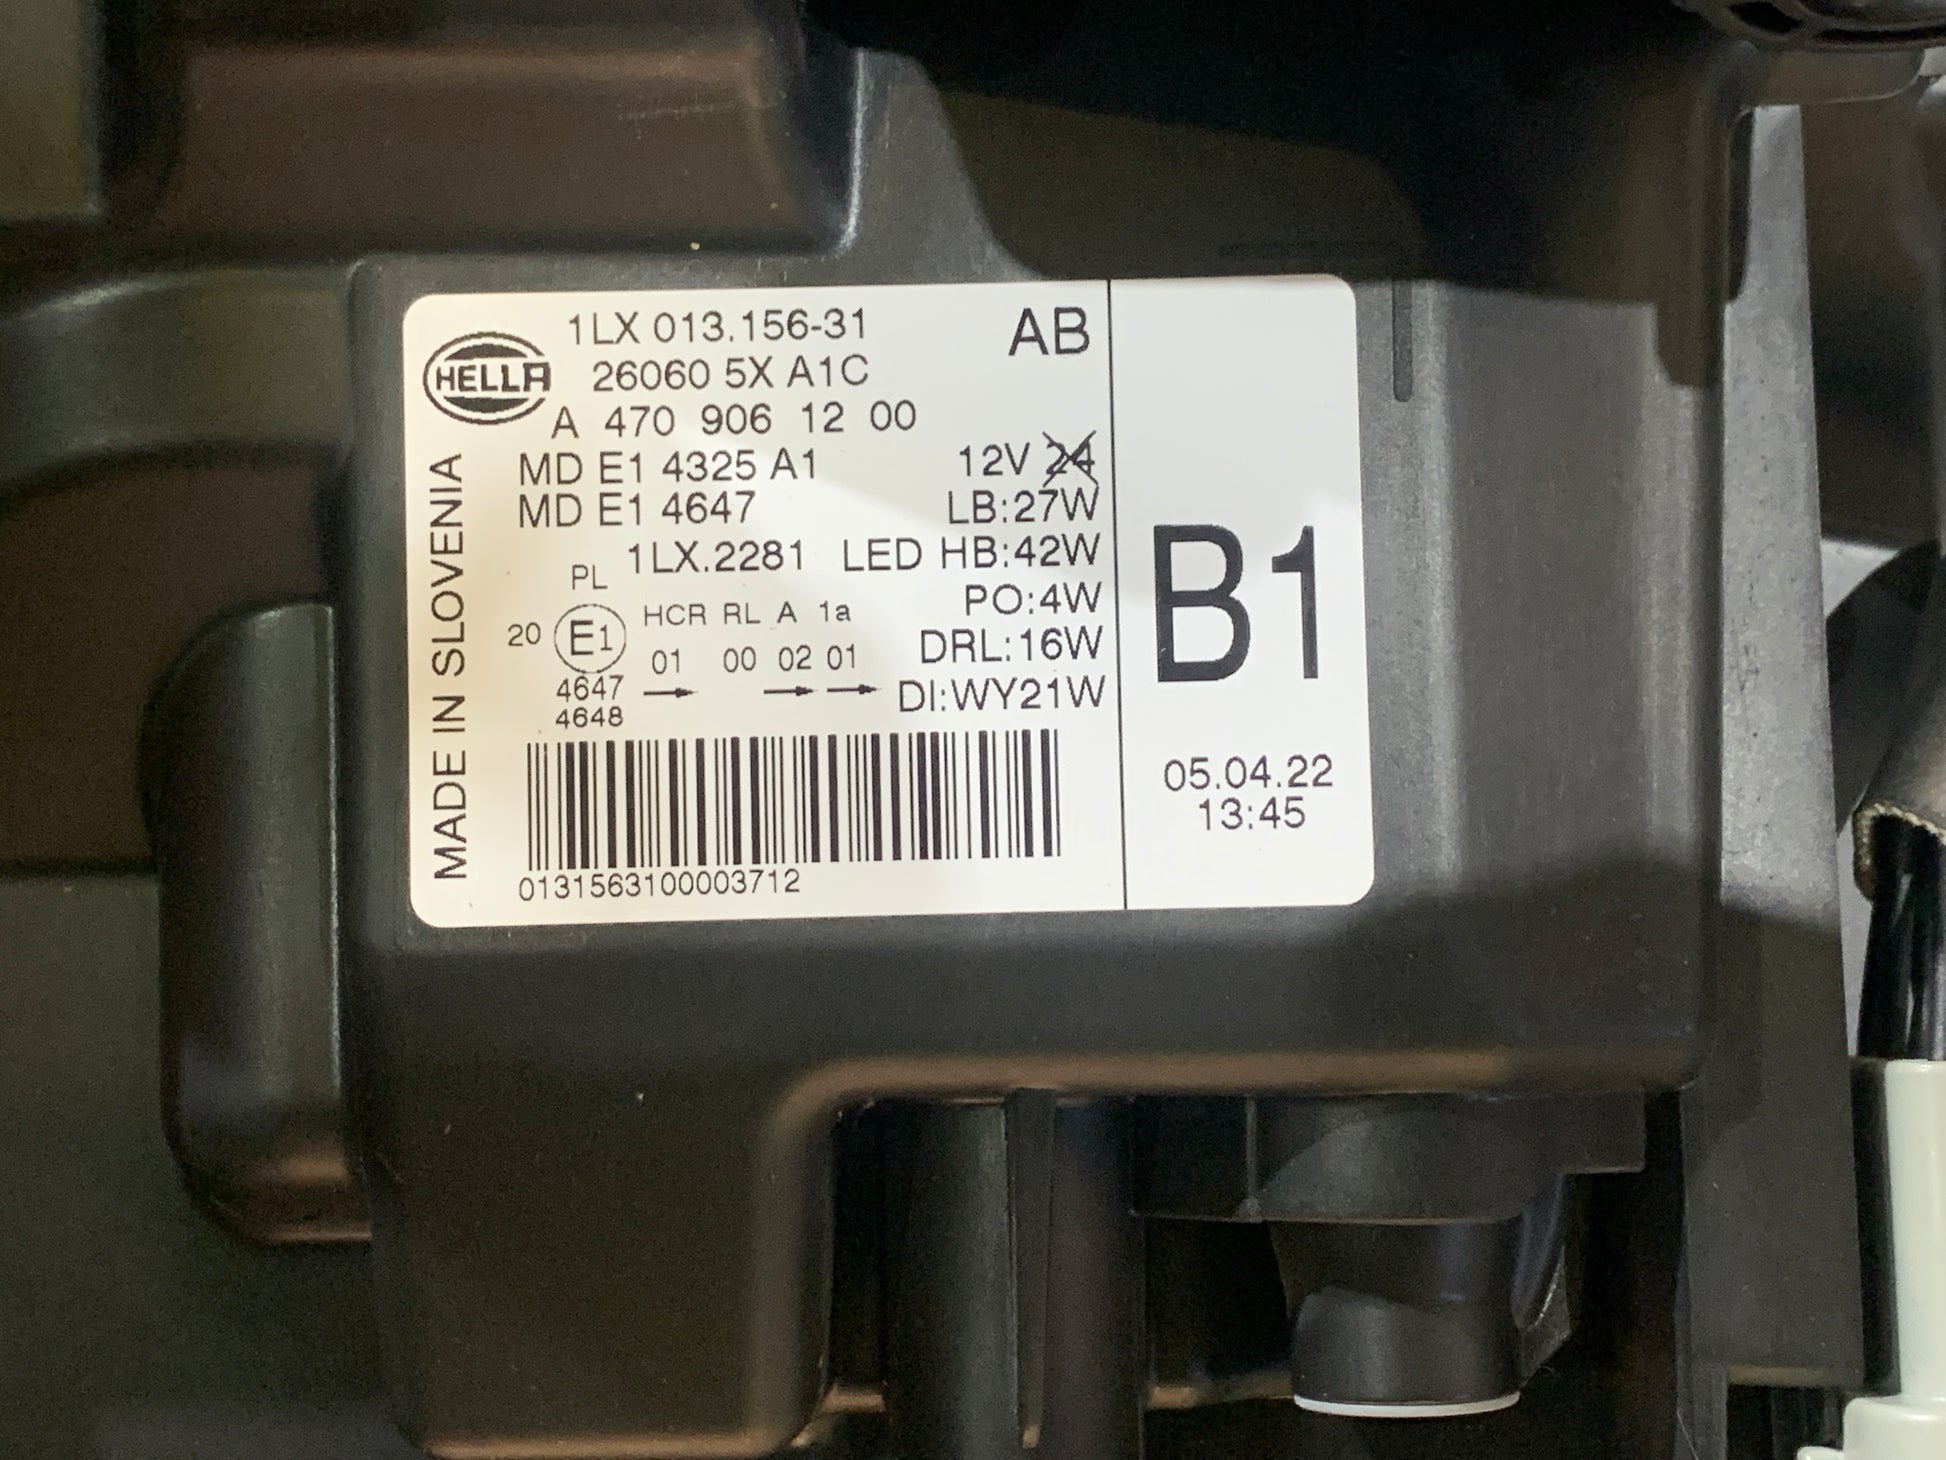 HELLA
1LX 013.156-31
AB
26060 5X A1C
A 470 906 12 00
MD E1 4325 A1 12V 24
MD E1 4647 LB:27W
1LX.2281 LED HB:42W
PL
PO:4W
HCR RL A 1a
20 E1
01 00 02 01
DRL:16W
4647
4648
DI:WY21W
0131563100003712
MADE IN SLOVENIA
B1
05.04.22
13:45